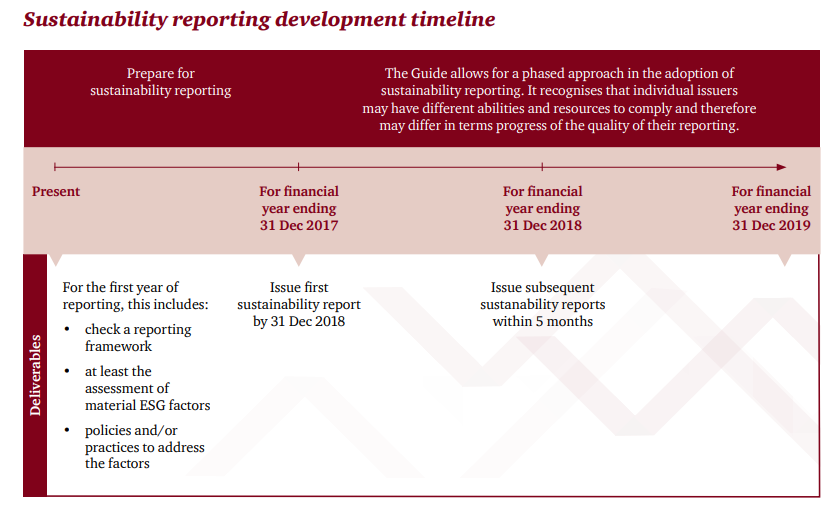 Sustainability reporting development timeline
Prepare for
sustainability reporting
The Guide allows for a phased approach in the adoption of
sustainability reporting. It recognises that individual issuers
may have different abilities and resources to comply and therefore
may differ in terms progress of the quality of their reporting.
Present
For financial
year ending
31 Dec 2017
For financial
year ending
31 Dec 2018
For financial
year ending
31 Dec 2019
Deliverables
For the first year of
reporting, this includes:
• check a reporting
framework
• at least the
assessment of
material ESG factors
• policies and/or
practices to address
the factors
Issue first
sustainability report
by 31 Dec 2018
Issue subsequent
sustanability reports
within 5 months